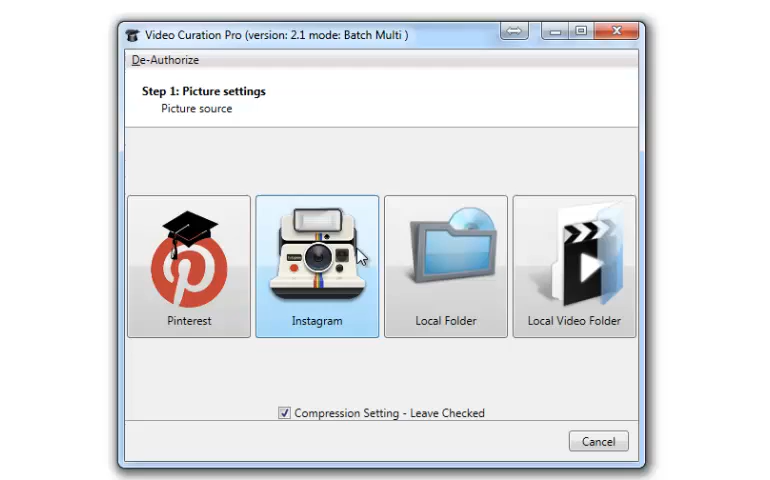 Video Curation Pro (version: 2.1 mode: Batch Multi )
De-Authorize
Step 1: Picture settings
Picture source
Pinterest
Instagram
Local Folder
Local Video Folder
Compression Setting - Leave Checked
Cancel